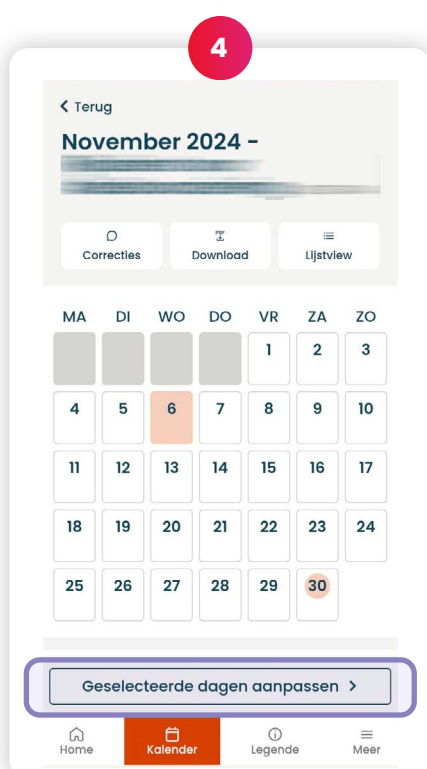 4
Terug
November 2024 -
Correcties Download Lijstview
MA DI WO DO VR ZA ZO
1 2 3
4 5 6 7 8 9 10
11 12 13 14 15 16 17
18 19 20 21 22 23 24
25 26 27 28 29 30
Geselecteerde dagen aanpassen
Home Kalender Legende Meer